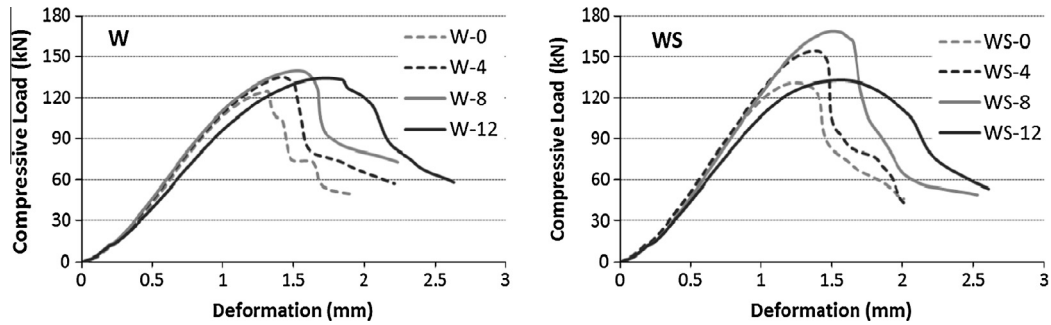 W
Compressive Load (kN)
180
150
120
90
60
30
0
0
0.5
1
1.5
2
2.5
3
Deformation (mm)
W-0
W-4
W-8
W-12
WS
Compressive Load (kN)
180
150
120
90
60
30
0
0
0.5
1
1.5
2
2.5
3
Deformation (mm)
WS-0
WS-4
WS-8
WS-12